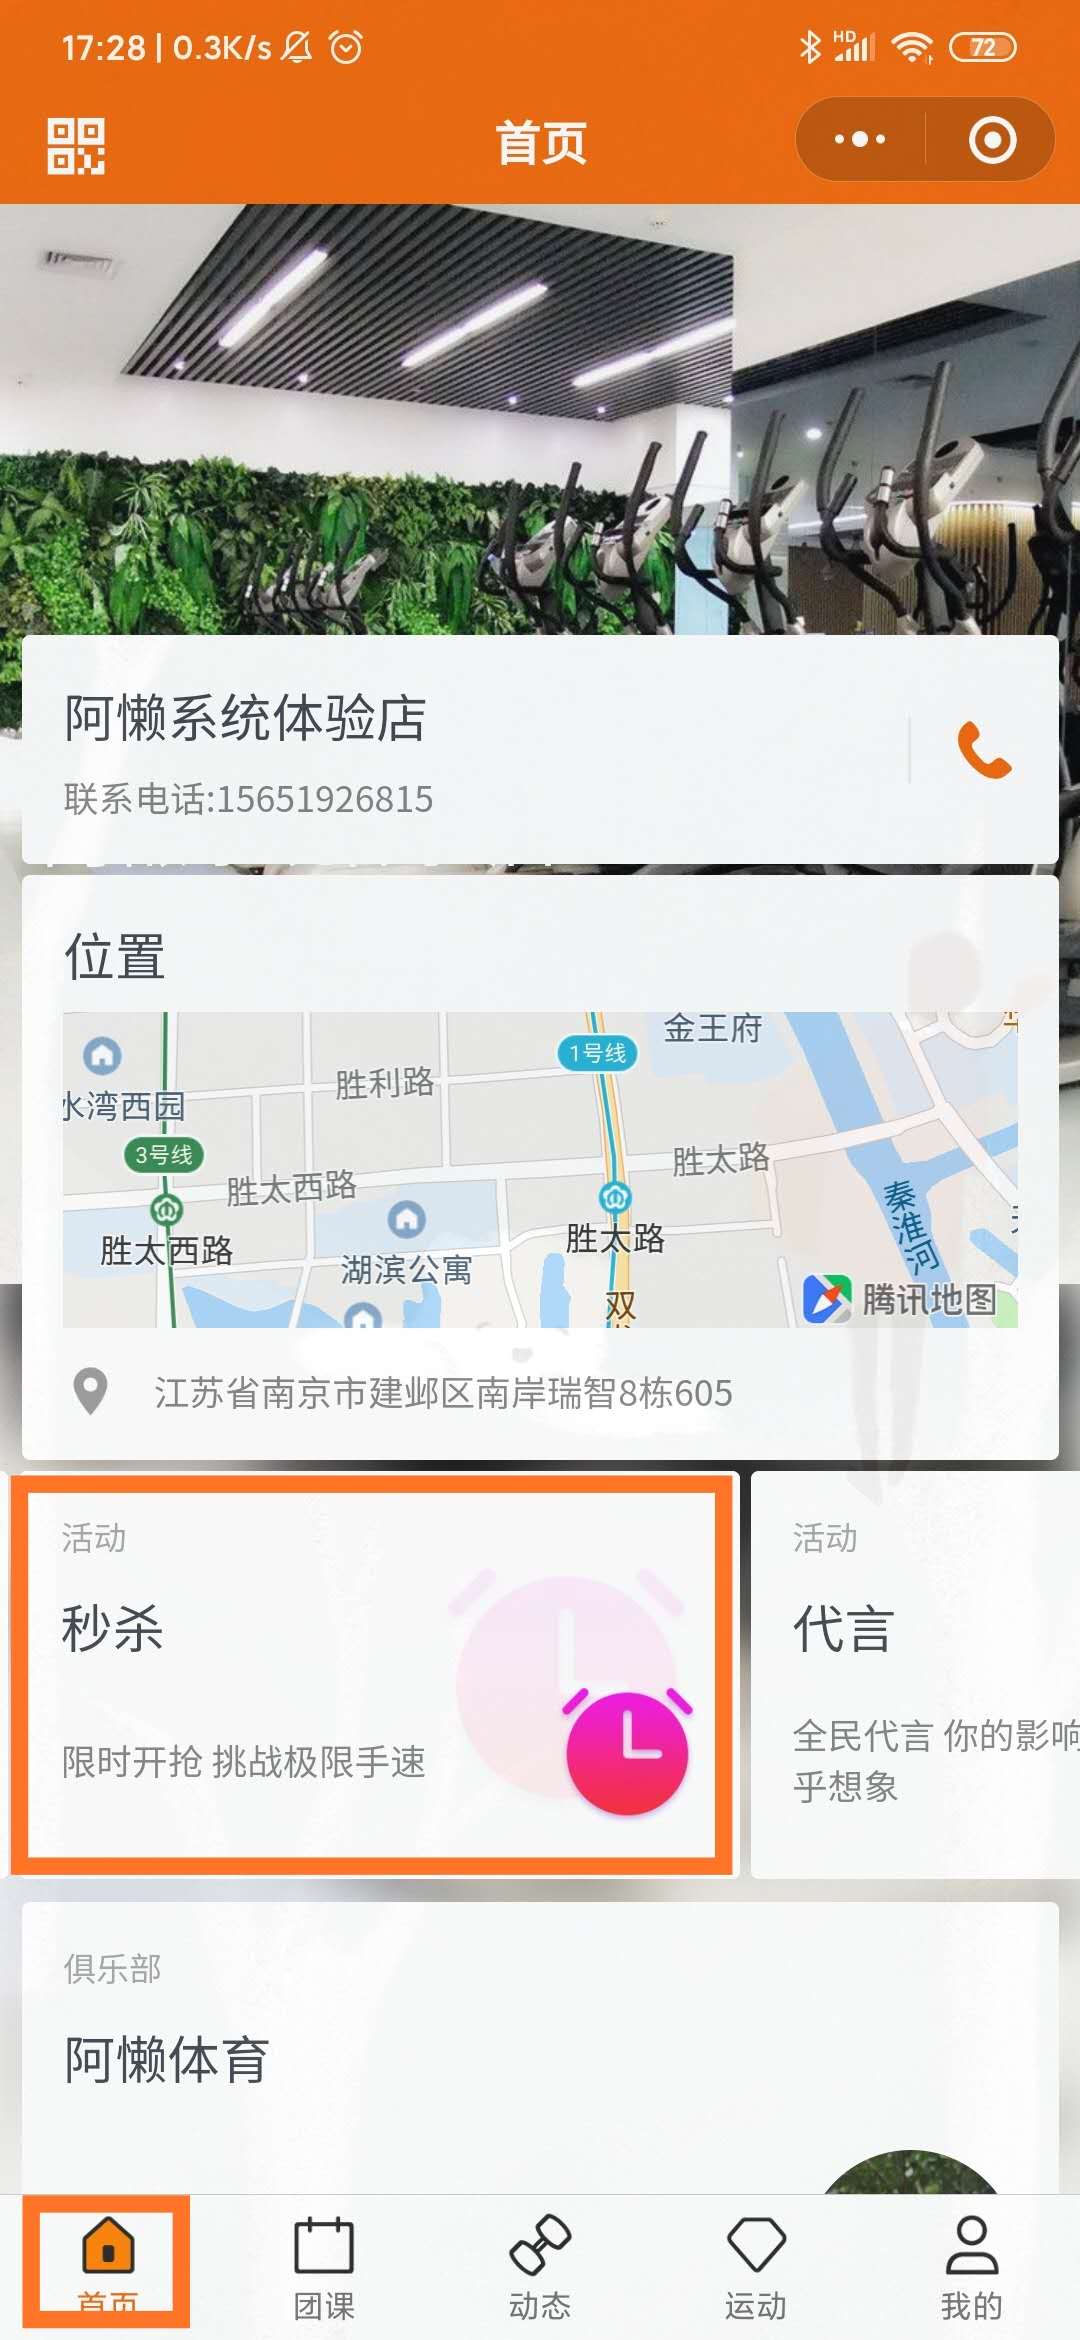 17:28 | 0.3K/s
HD
72
首页
阿懒系统体验店
联系电话:15651926815
位置
金王府
1号线
胜利路
水湾西园
3号线
胜太路
胜太西路
秦淮河
胜太路
胜太西路
湖滨公寓
双
腾讯地图
江苏省南京市建邺区南岸瑞智8栋605
活动
秒杀
限时开抢 挑战极限手速
活动
代言
全民代言 你的影响
乎想象
俱乐部
阿懒体育
首页
团课
动态
运动
我的